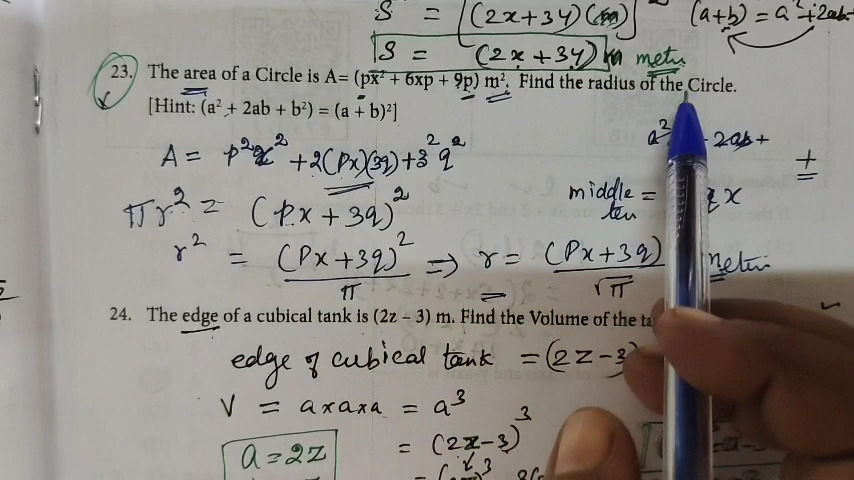 S = [(2x+3y)(m)]
(a+b) = a² + 2ab
S = (2x+3y) m metre
23. The area of a Circle is A= (px² + 6xp + 9p) m². Find the radius of the Circle.
[Hint: (a² + 2ab + b²) = (a + b)²]
a² 2ab +
A = p²x² + 2(px)(3q) + 3²q²
+
πr² = (px + 3q)²
middle = qx
r² = (px+3q)²/π ⇒ r = (px+3q)/√π
24. The edge of a cubical tank is (2z – 3) m. Find the Volume of the
edge of cubical tank = (2z-3)
V = a x a x a = a³
= (2z-3)³
a = 2z